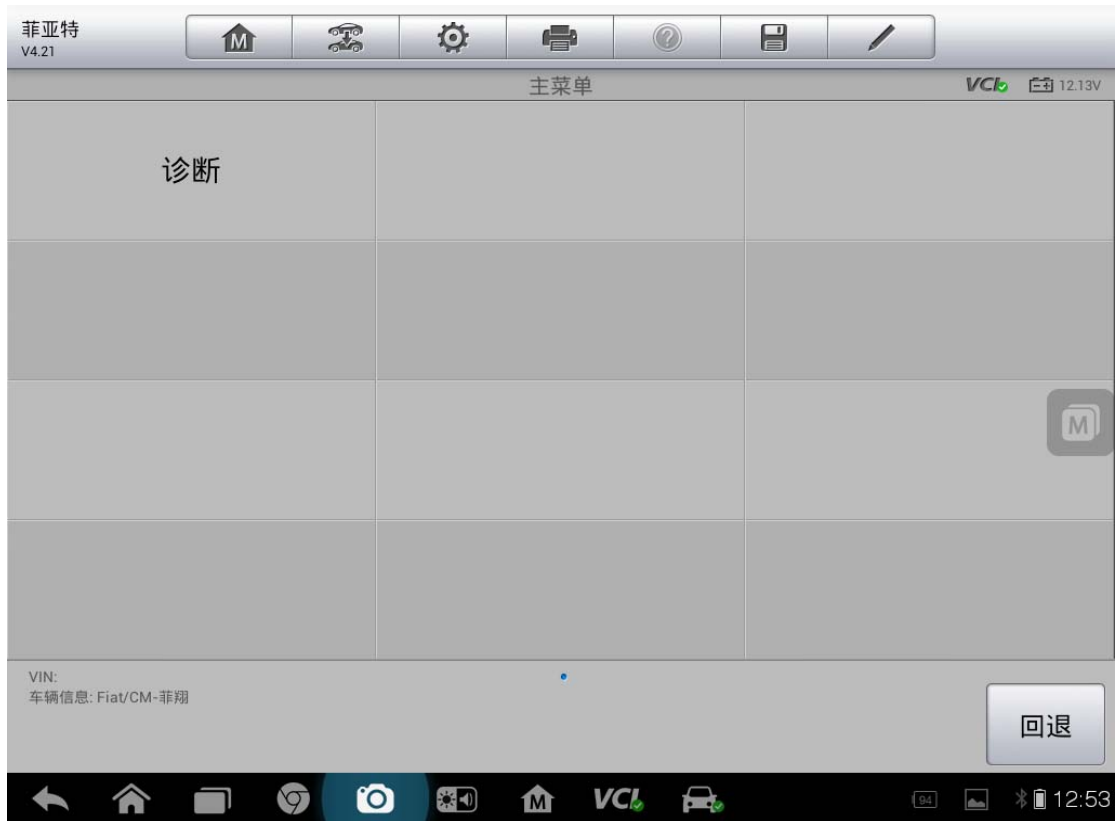 菲亚特
V4.21
M
?
主菜单
VCI
12.13V
诊断
M
VIN:
车辆信息: Fiat/CM-菲翔
回退
M
VCI
94
12:53